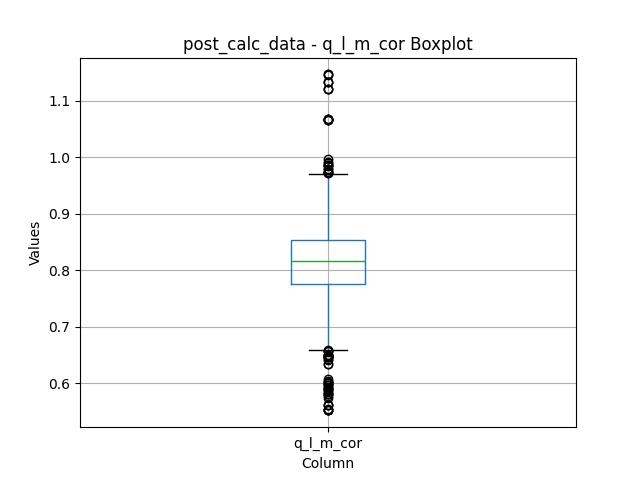 post_calc_data - q_l_m_cor Boxplot
1.1
1.0
0.9
0.8
0.7
0.6
Values
q_l_m_cor
Column